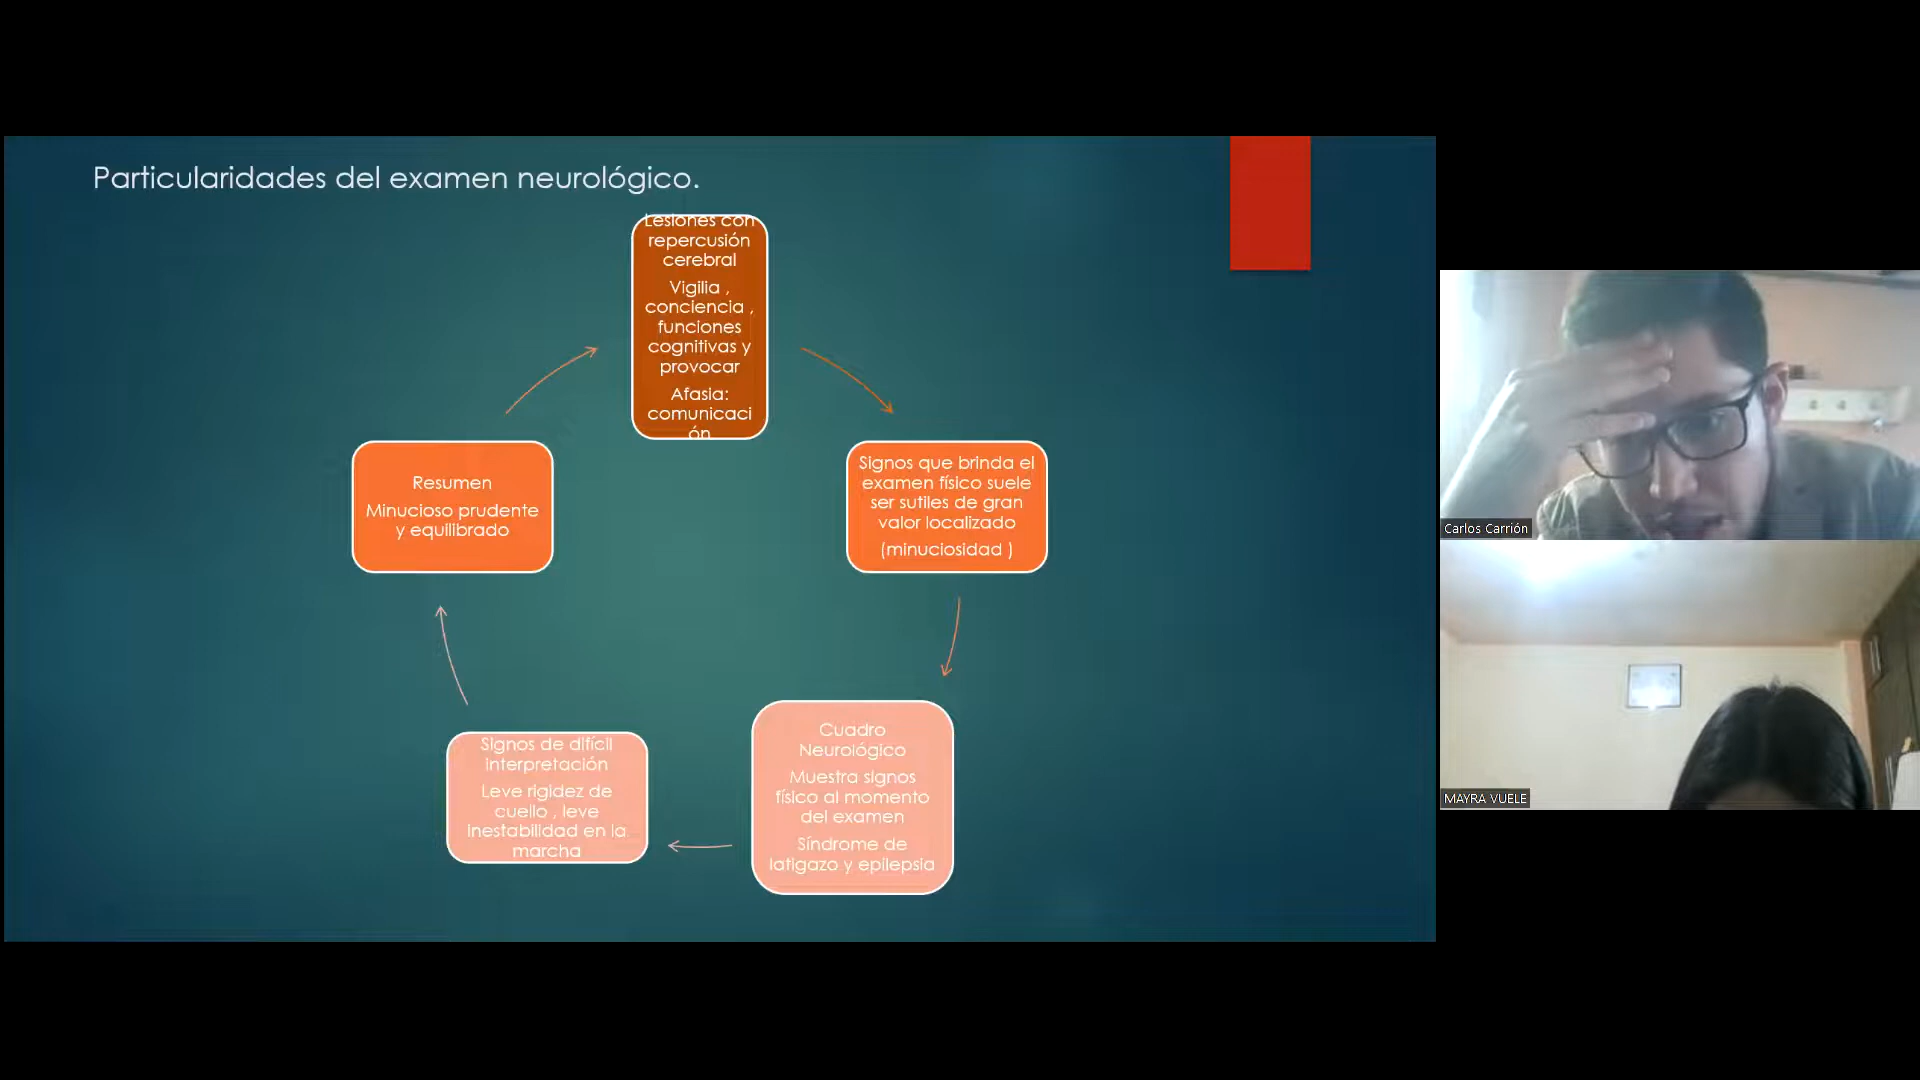 Particularidades del examen neurológico.
Lesiones con
repercusión
cerebral
Vigilia ,
conciencia ,
funciones
cognitivas y
provocar
Afasia:
comunicaci
ón
Signos que brinda el
examen físico suele
ser sutiles de gran
valor localizado
(minuciosidad )
Cuadro
Neurológico
Muestra signos
físico al momento
del examen
Síndrome de
latigazo y epilepsia
Signos de difícil
interpretación
Leve rigidez de
cuello , leve
inestabilidad en la
marcha
Resumen
Minucioso prudente
y equilibrado
Carlos Carrión
MAYRA VUELE